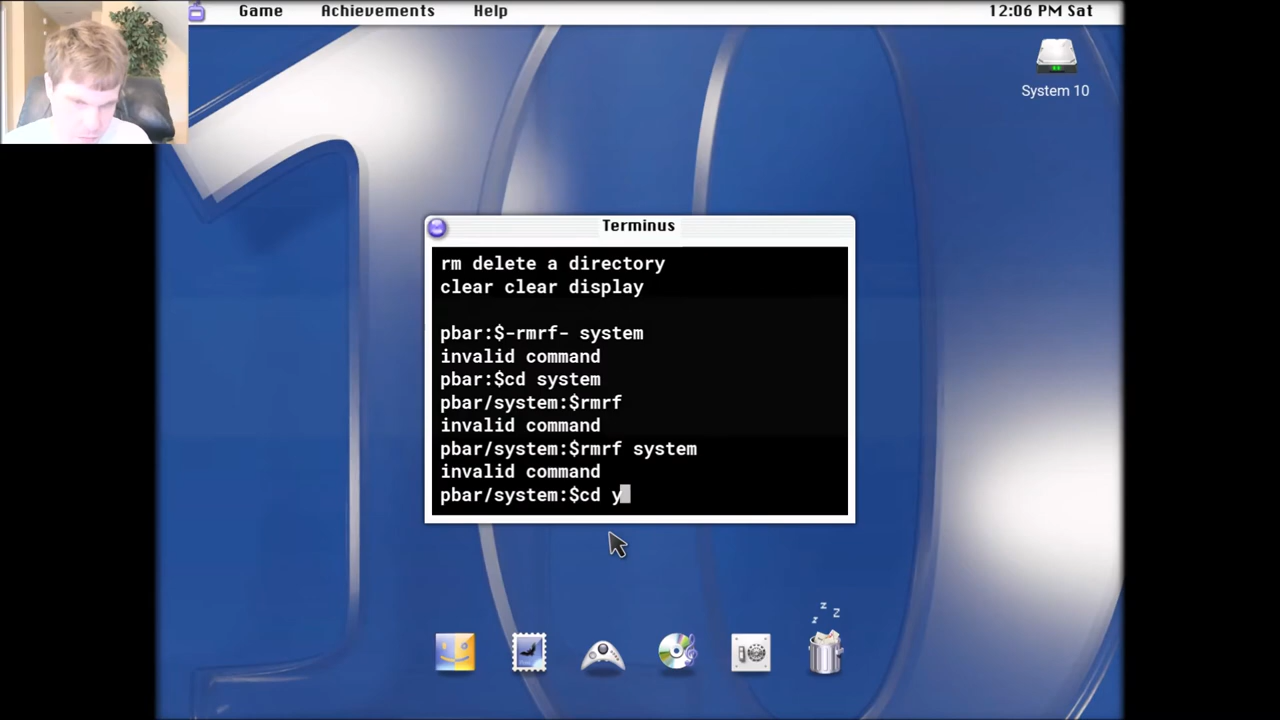 Game Achievements Help 12:06 PM Sat
System 10
Terminus
rm delete a directory
clear clear display
pbar:$-rmrf- system
invalid command
pbar:$cd system
pbar/system:$rmrf
invalid command
pbar/system:$rmrf system
invalid command
pbar/system:$cd y
z z z